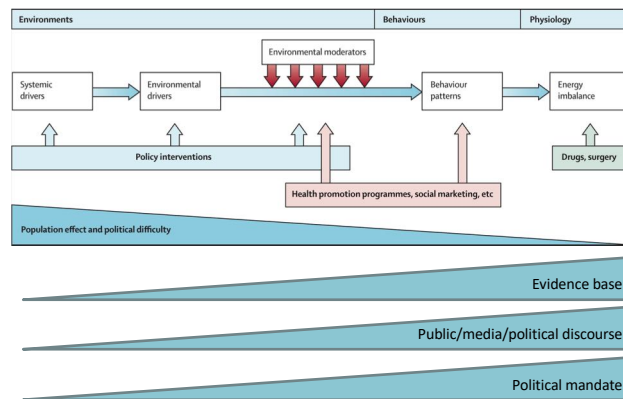 Environments
Behaviours
Physiology
Environmental moderators
Systemic
drivers
Environmental
drivers
Behaviour
patterns
Energy
imbalance
Policy interventions
Drugs, surgery
Health promotion programmes, social marketing, etc
Population effect and political difficulty
Evidence base
Public/media/political discourse
Political mandate